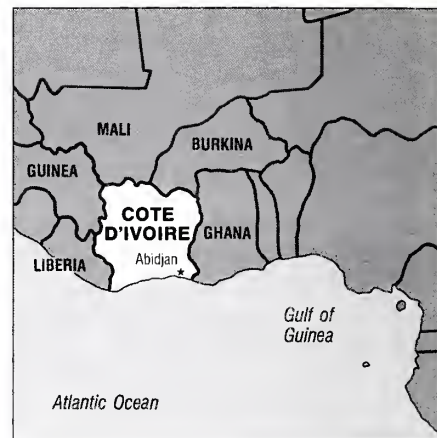 MALI
BURKINA
GUINEA
COTE
D'IVOIRE
GHANA
LIBERIA
Abidjan
Gulf of
Guinea
Atlantic Ocean